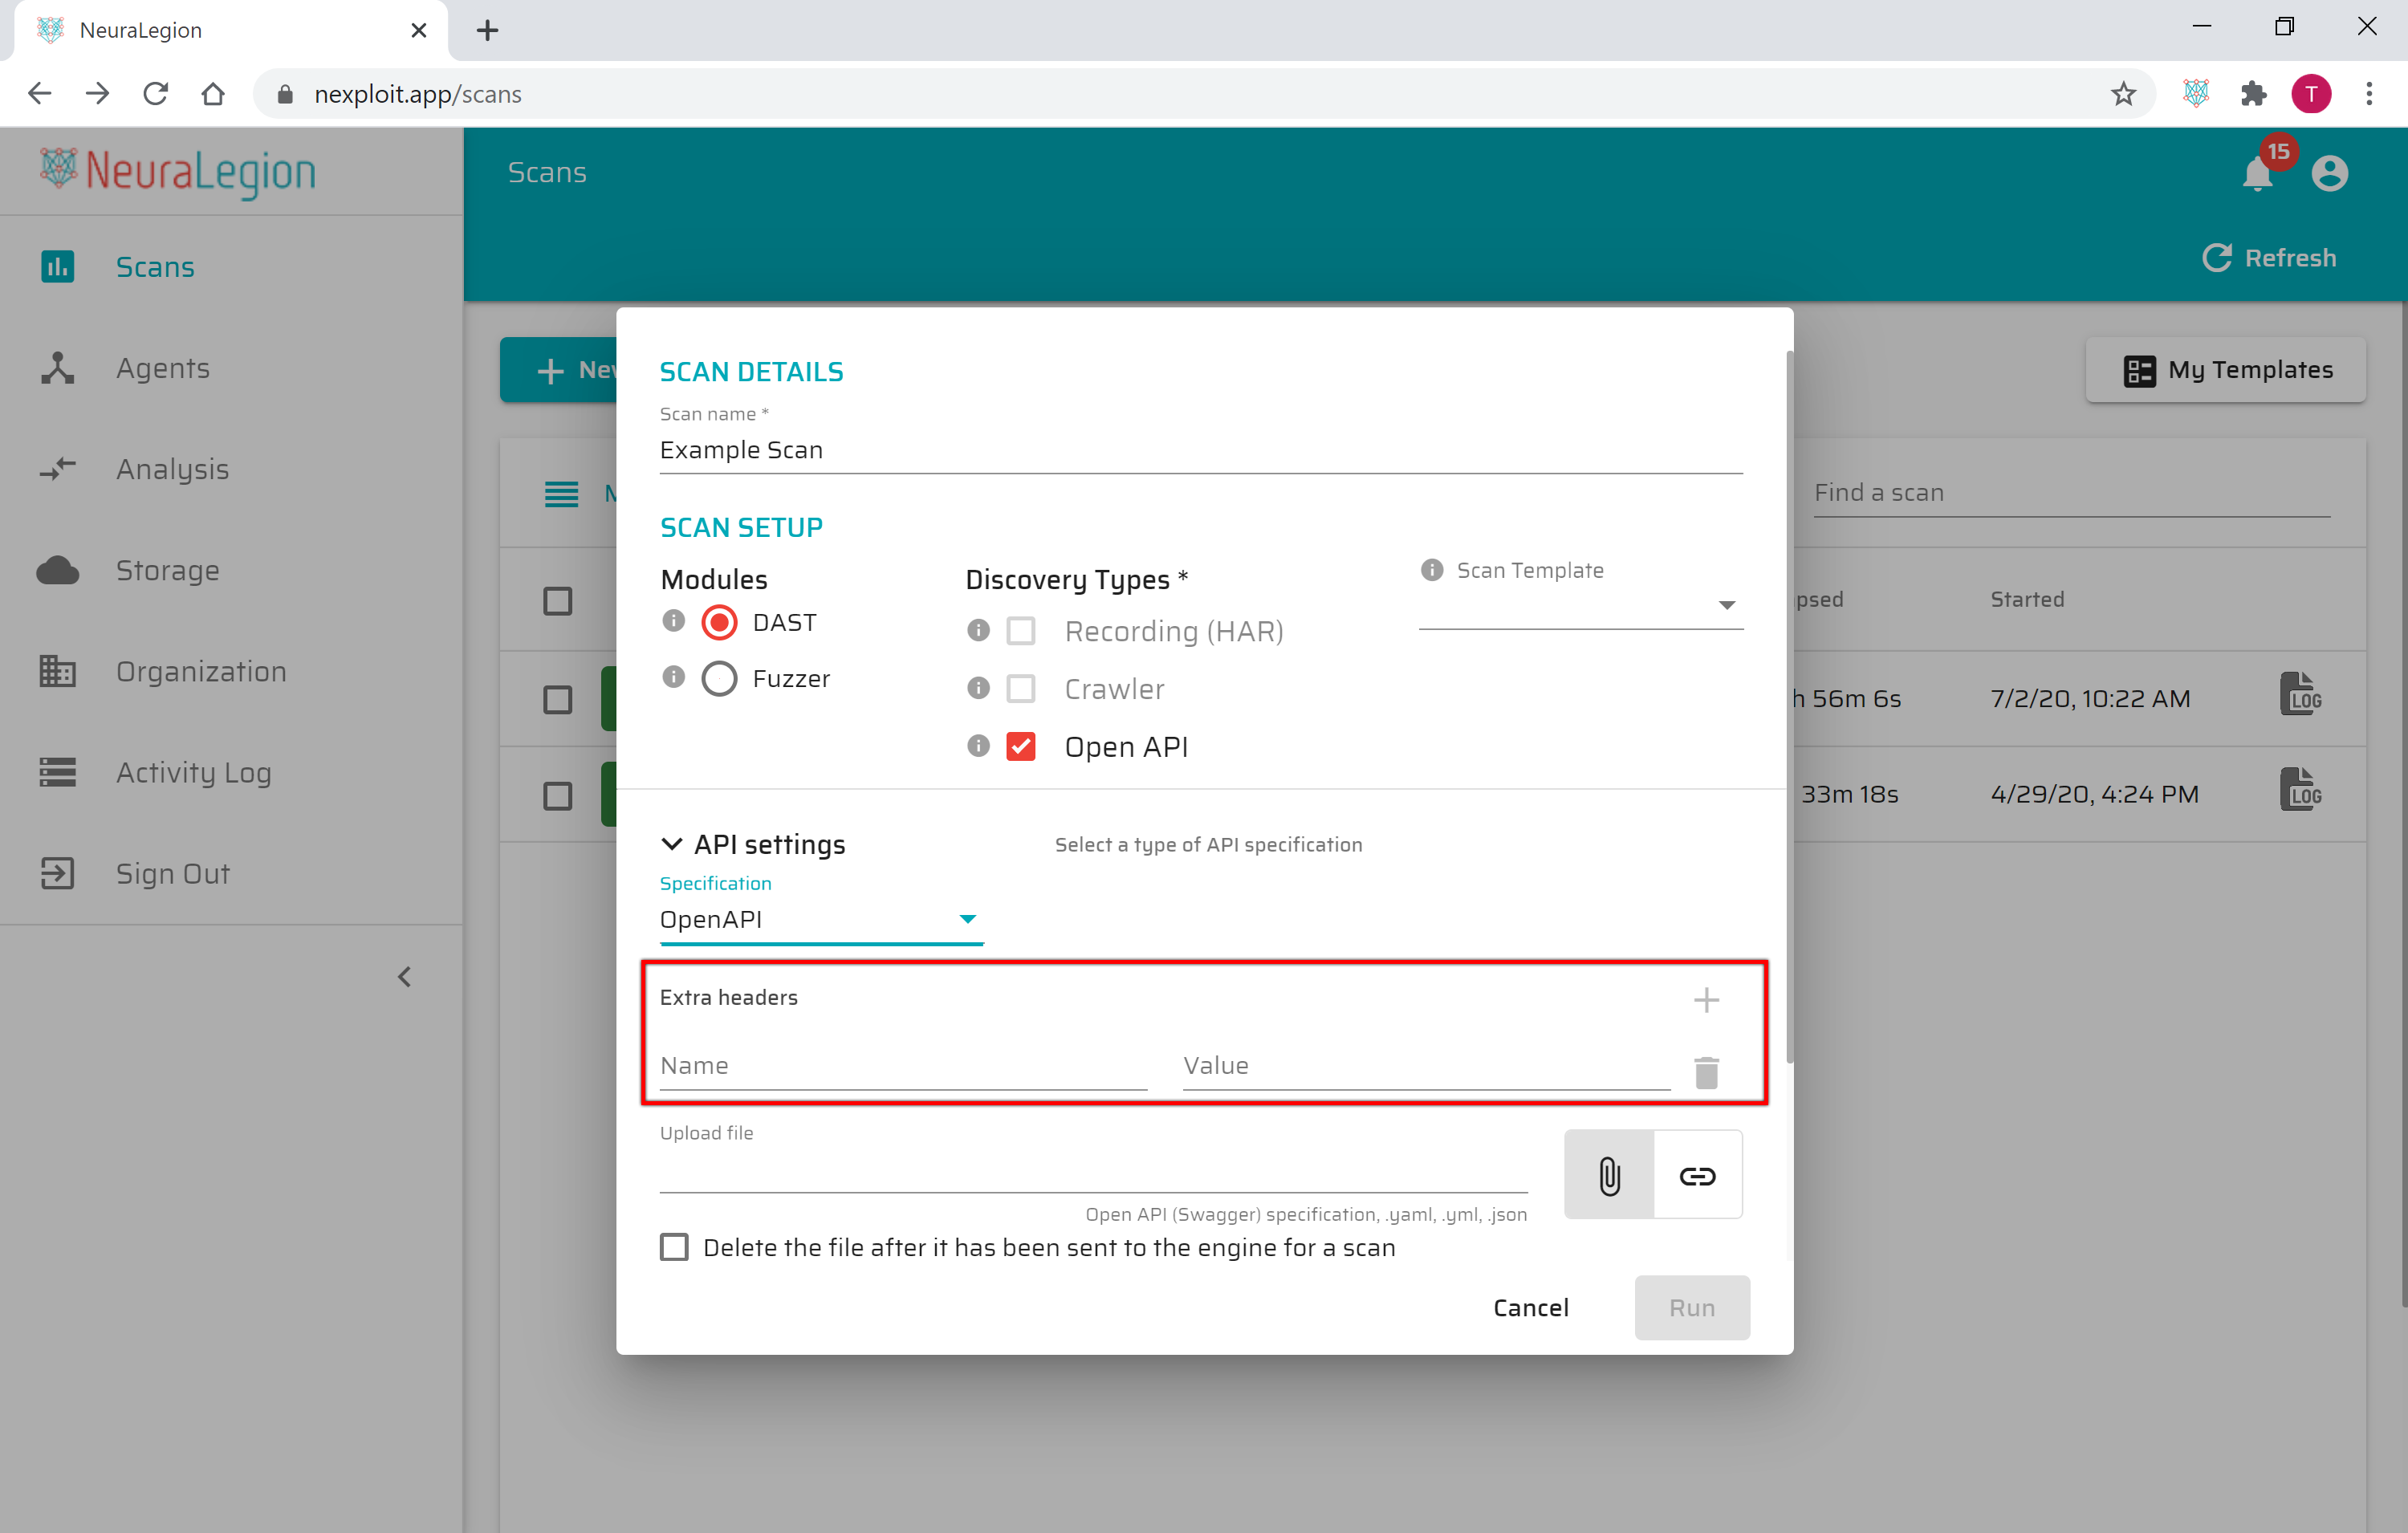 NeuraLegion
nexploit.app/scans
T
NeuraLegion
Scans
15
Refresh
Scans
Agents
Analysis
Storage
Organization
Activity Log
Sign Out
My Templates
Find a scan
Started
56m 6s
7/2/20, 10:22 AM
LOG
33m 18s
4/29/20, 4:24 PM
LOG
SCAN DETAILS
Scan name *
Example Scan
SCAN SETUP
Modules
DAST
Fuzzer
Discovery Types *
Recording (HAR)
Crawler
Open API
Scan Template
API settings
Select a type of API specification
Specification
OpenAPI
Extra headers
Name
Value
Upload file
Open API (Swagger) specification, .yaml, .yml, .json
Delete the file after it has been sent to the engine for a scan
Cancel
Run